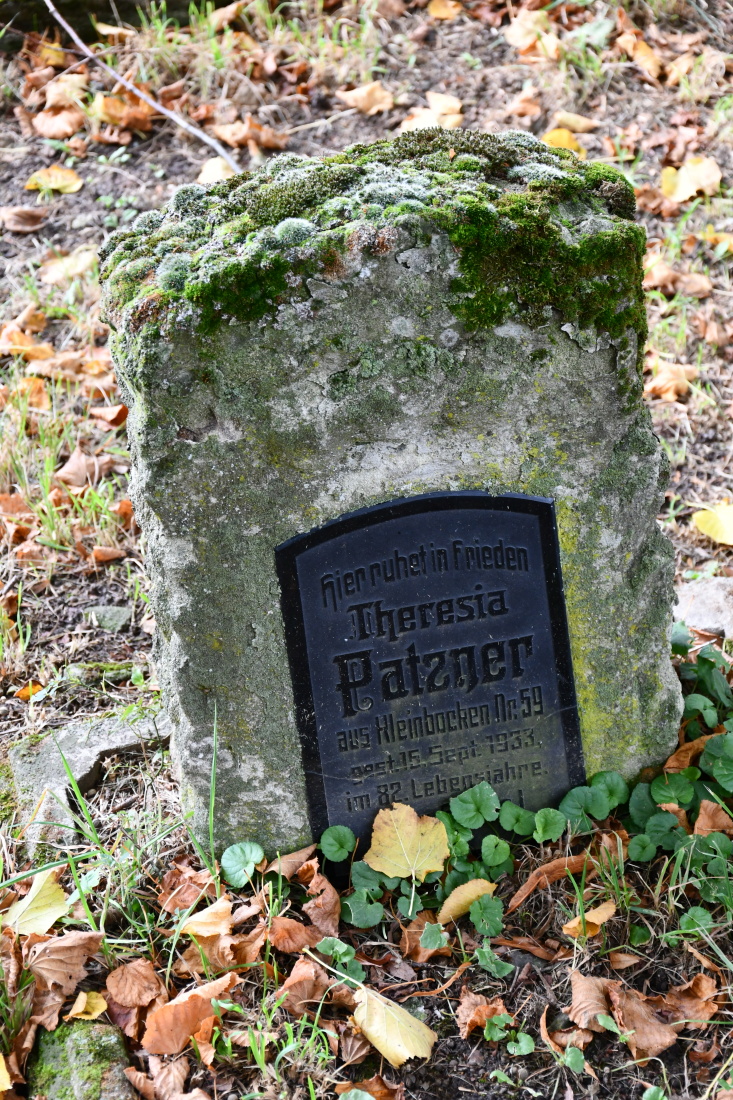 Hier ruhet in Frieden
Theresia
Patzner
aus Kleinbocken Nr. 59
gest. 15. Sept. 1933.
im 82. Lebensjahre.